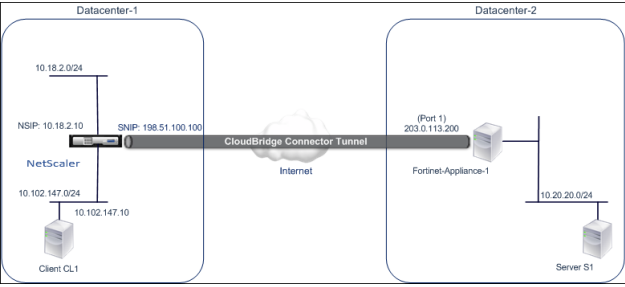 Datacenter-1
Datacenter-2
10.18.2.0/24
NSIP: 10.18.2.10
SNIP: 198.51.100.100
CloudBridge Connector Tunnel
(Port 1)
203.0.113.200
NetScaler
Internet
Fortinet-Appliance-1
10.102.147.0/24
10.102.147.10
10.20.20.0/24
Client CL1
Server S1